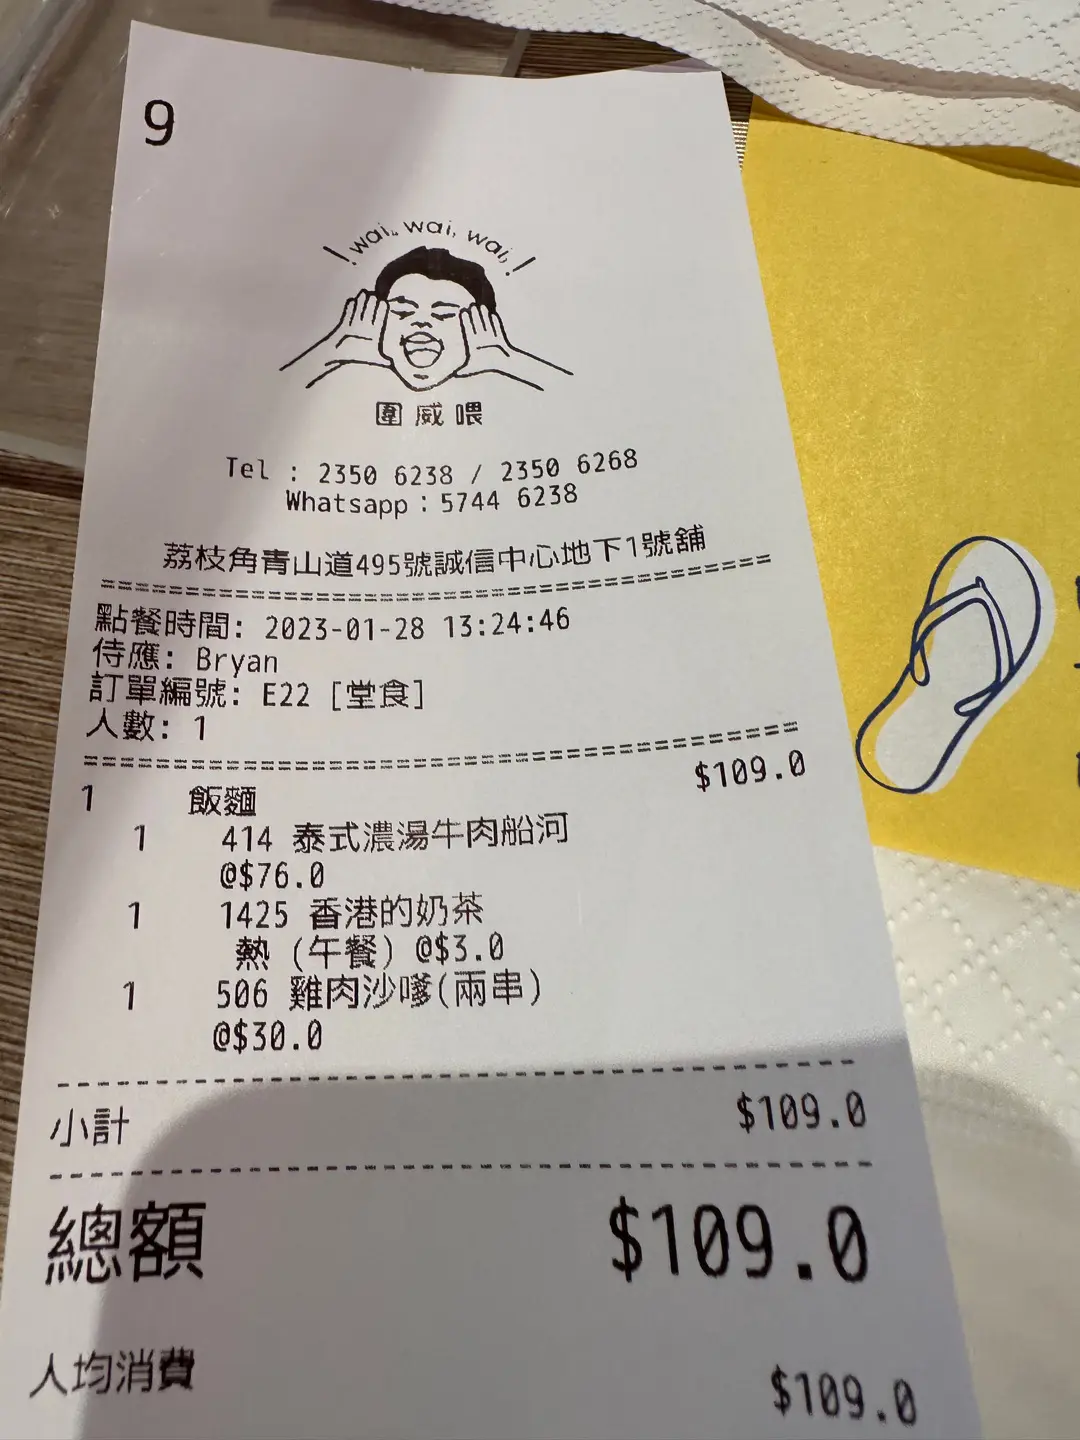 9
! wai.. wai, wai, !
圍威喂
Tel : 2350 6238 / 2350 6268
Whatsapp：5744 6238
荔枝角青山道495號誠信中心地下1號舖
點餐時間: 2023-01-28 13:24:46
侍應: Bryan
訂單編號: E22 [堂食]
人數: 1
1 飯麵 $109.0
1 414 泰式濃湯牛肉船河
@$76.0
1 1425 香港的奶茶
熱 (午餐) @$3.0
1 506 雞肉沙嗲(兩串)
@$30.0
小計 $109.0
總額 $109.0
人均消費 $109.0